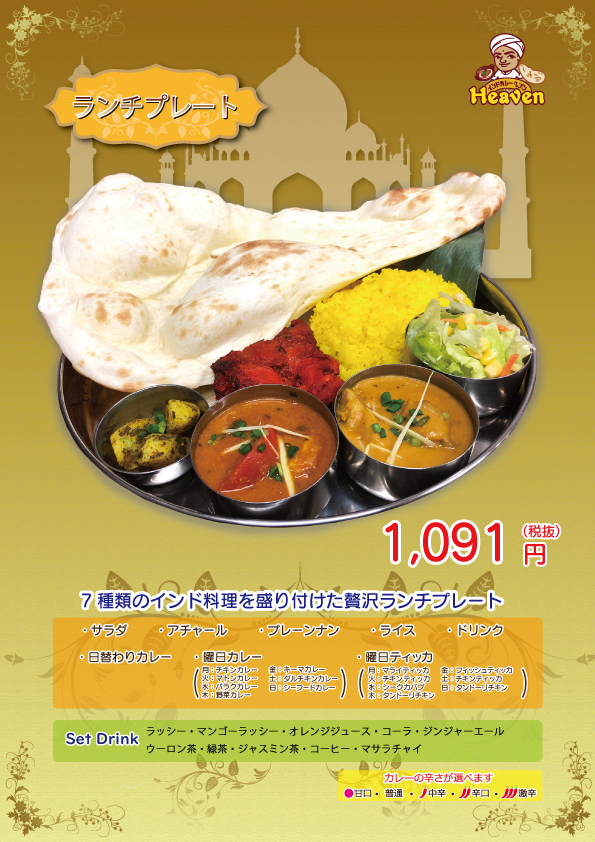 インドカレーレストラン
Heaven
ランチプレート
1,091 (税抜)
円
7種類のインド料理を盛り付けた贅沢ランチプレート
・サラダ ・アチャール ・プレーンナン ・ライス ・ドリンク
・日替わりカレー ・曜日カレー ・曜日ティッカ
月：チキンカレー 金：キーマカレー
火：マトンカレー 土：ダルチキンカレー
水：パラクカレー 日：シーフードカレー
木：野菜カレー
月：マライティッカ 金：フィッシュティッカ
火：チキンティッカ 土：チキンティッカ
水：シークカバブ 日：タンドーリチキン
木：タンドーリチキン
Set Drink
ラッシー・マンゴーラッシー・オレンジジュース・コーラ・ジンジャーエール
ウーロン茶・緑茶・ジャスミン茶・コーヒー・マサラチャイ
カレーの辛さが選べます
●甘口・ 普通 ・ 中辛 ・ 辛口 ・ 激辛